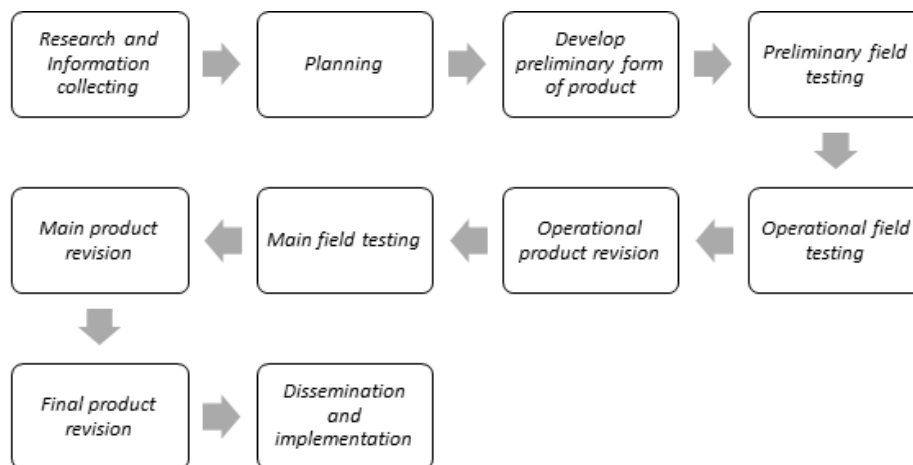 Research and
Information
collecting
Planning
Develop
preliminary form
of product
Preliminary field
testing
Operational field
testing
Operational
product revision
Main field testing
Main product
revision
Final product
revision
Dissemination
and
implementation